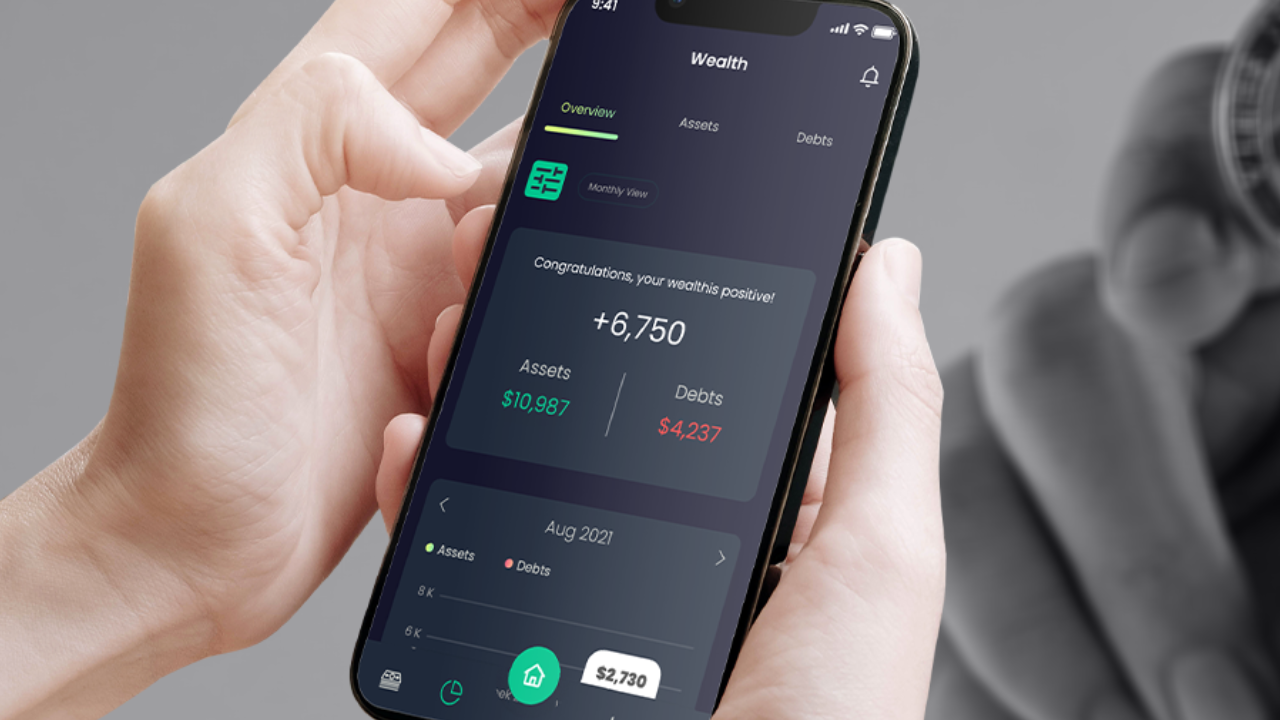 9:41
Wealth
Overview Assets Debts
Monthly View
Congratulations, your wealthis positive!
+6,750
Assets Debts
$10,987 $4,237
Aug 2021
Assets Debts
8 K
6 K
$2,730